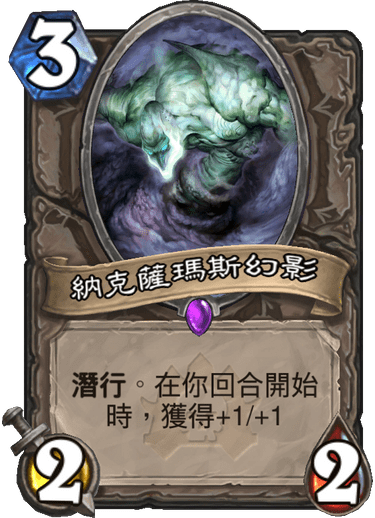 3
納克薩瑪斯幻影
潛行。在你回合開始
時，獲得+1/+1
2
2